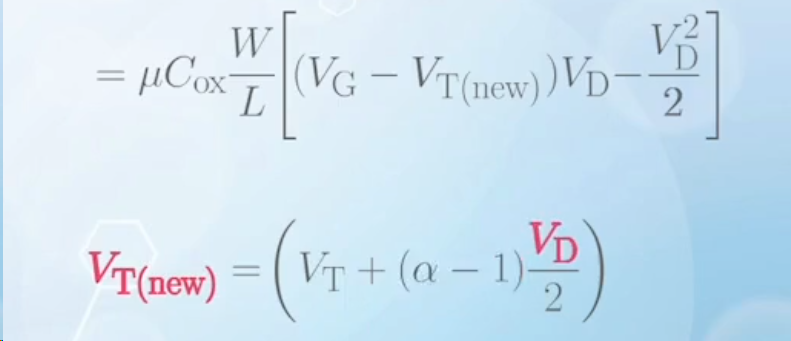 = μC_ox W/L [(V_G − V_T(new))V_D − V_D²/2]
V_T(new) = (V_T + (α − 1) V_D/2)